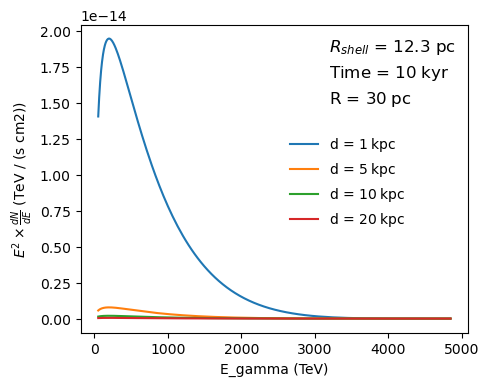 1e−14
2.00
1.75
1.50
1.25
1.00
0.75
0.50
0.25
0.00
E² × dN/dE (TeV / (s cm2))
R_shell = 12.3 pc
Time = 10 kyr
R = 30 pc
d = 1 kpc
d = 5 kpc
d = 10 kpc
d = 20 kpc
0 1000 2000 3000 4000 5000
E_gamma (TeV)